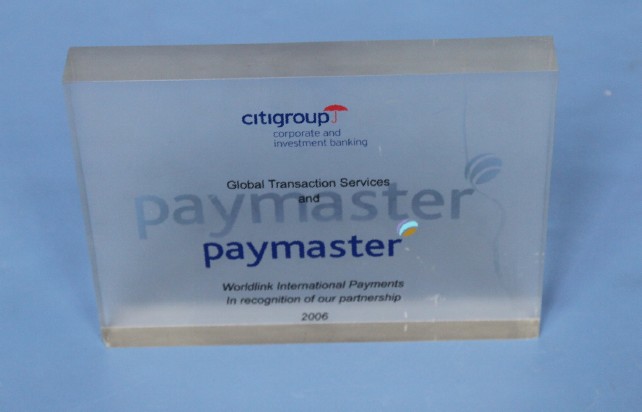 citigroup
corporate and
investment banking
Global Transaction Services
and
paymaster
paymaster
Worldlink International Payments
In recognition of our partnership
2006